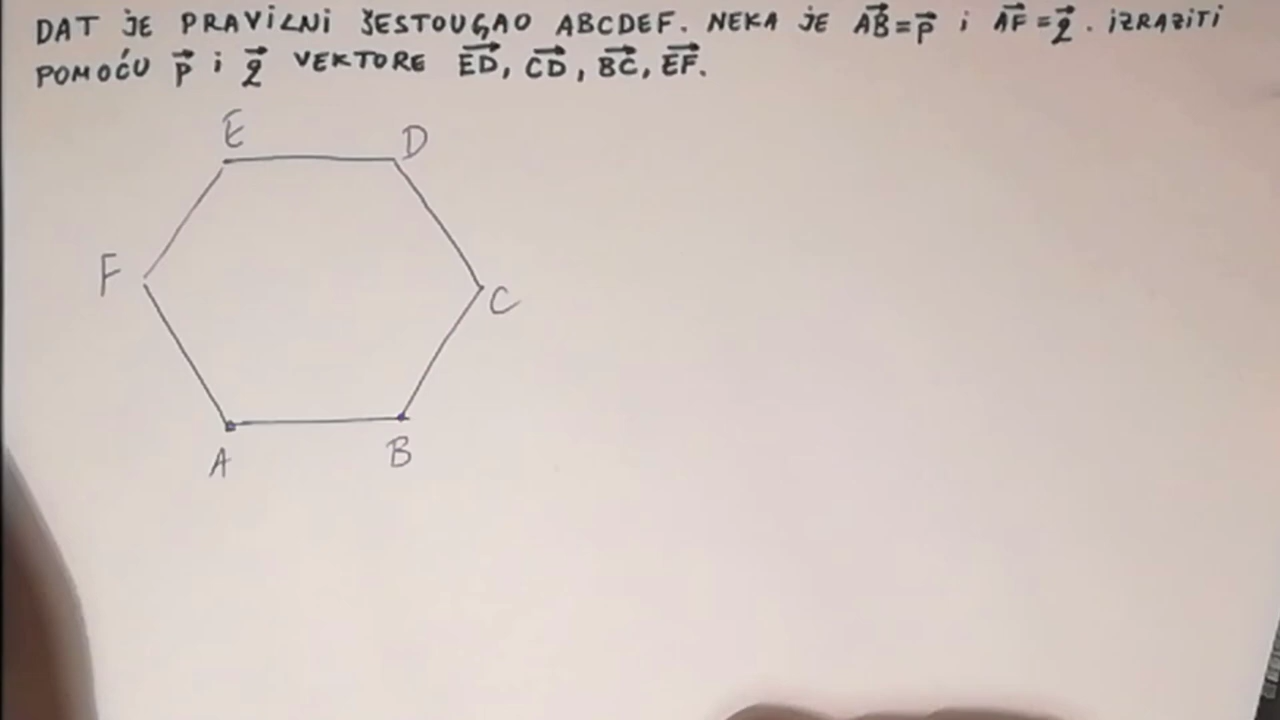 DAT JE PRAVILNI ŠESTOUGAO ABCDEF. NEKA JE A⃗B⃗=p⃗ i A⃗F⃗=q⃗. IZRAZITI
POMOĆU p⃗ i q⃗ VEKTORE E⃗D⃗, C⃗D⃗, B⃗C⃗, E⃗F⃗.
E
D
F
C
A
B